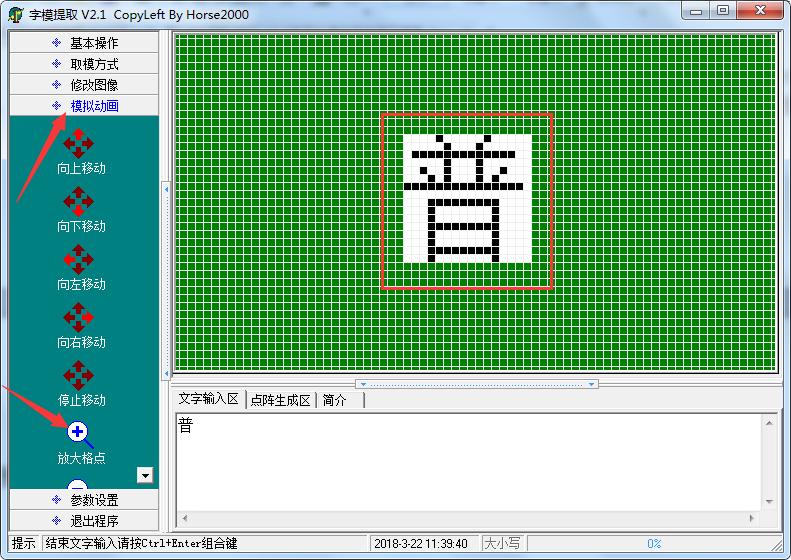 字模提取 V2.1 CopyLeft By Horse2000
基本操作
取模方式
修改图像
模拟动画
向上移动
向下移动
向左移动
向右移动
停止移动
放大格点
参数设置
退出程序
普
文字输入区
点阵生成区
简介
普
提示
结束文字输入请按Ctrl+Enter组合键
2018-3-22 11:39:40
大小写
0%